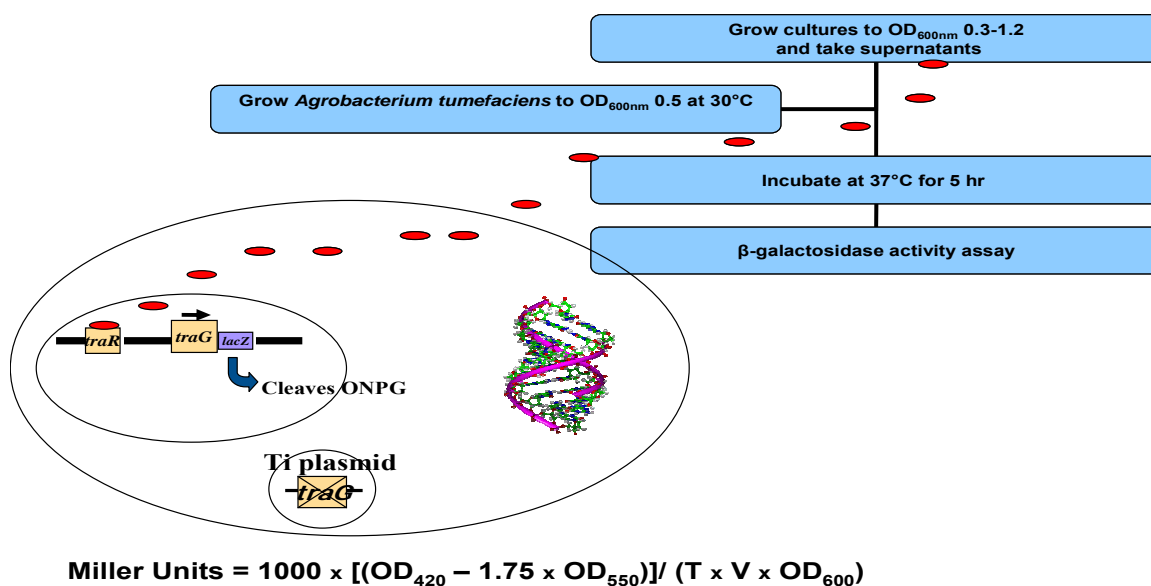 Grow cultures to OD600nm 0.3-1.2
and take supernatants
Grow Agrobacterium tumefaciens to OD600nm 0.5 at 30°C
Incubate at 37°C for 5 hr
β-galactosidase activity assay
traR
traG
lacZ
Cleaves ONPG
Ti plasmid
traG
Miller Units = 1000 x [(OD420 – 1.75 x OD550)]/ (T x V x OD600)